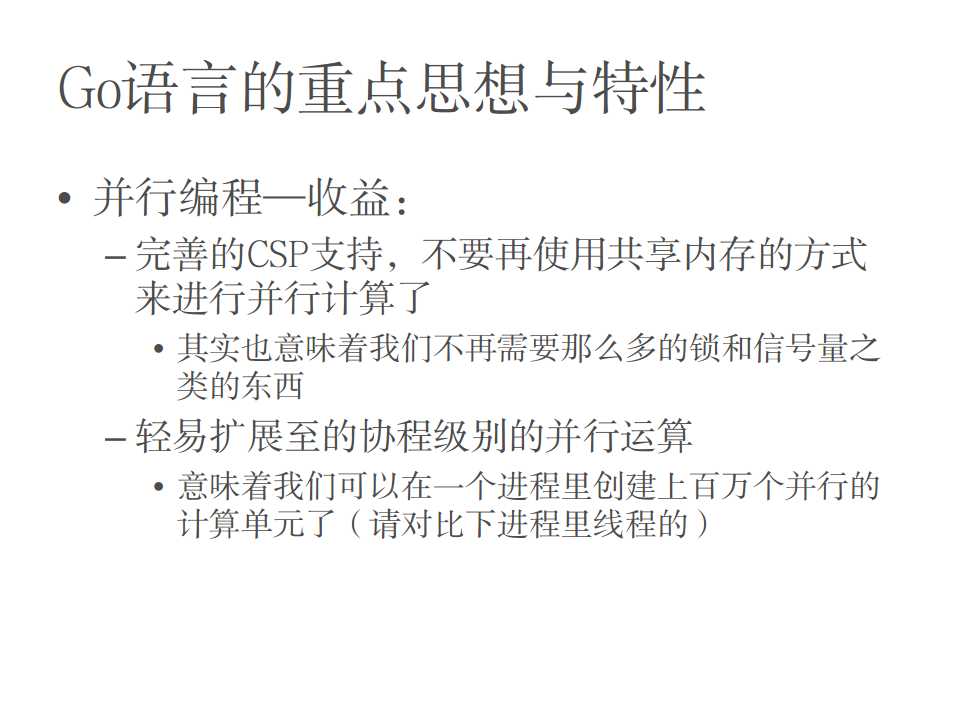 Go语言的重点思想与特性
• 并行编程—收益：
– 完善的CSP支持，不要再使用共享内存的方式
来进行并行计算了
• 其实也意味着我们不再需要那么多的锁和信号量之
类的东西
– 轻易扩展至的协程级别的并行运算
• 意味着我们可以在一个进程里创建上百万个并行的
计算单元了（请对比下进程里线程的）